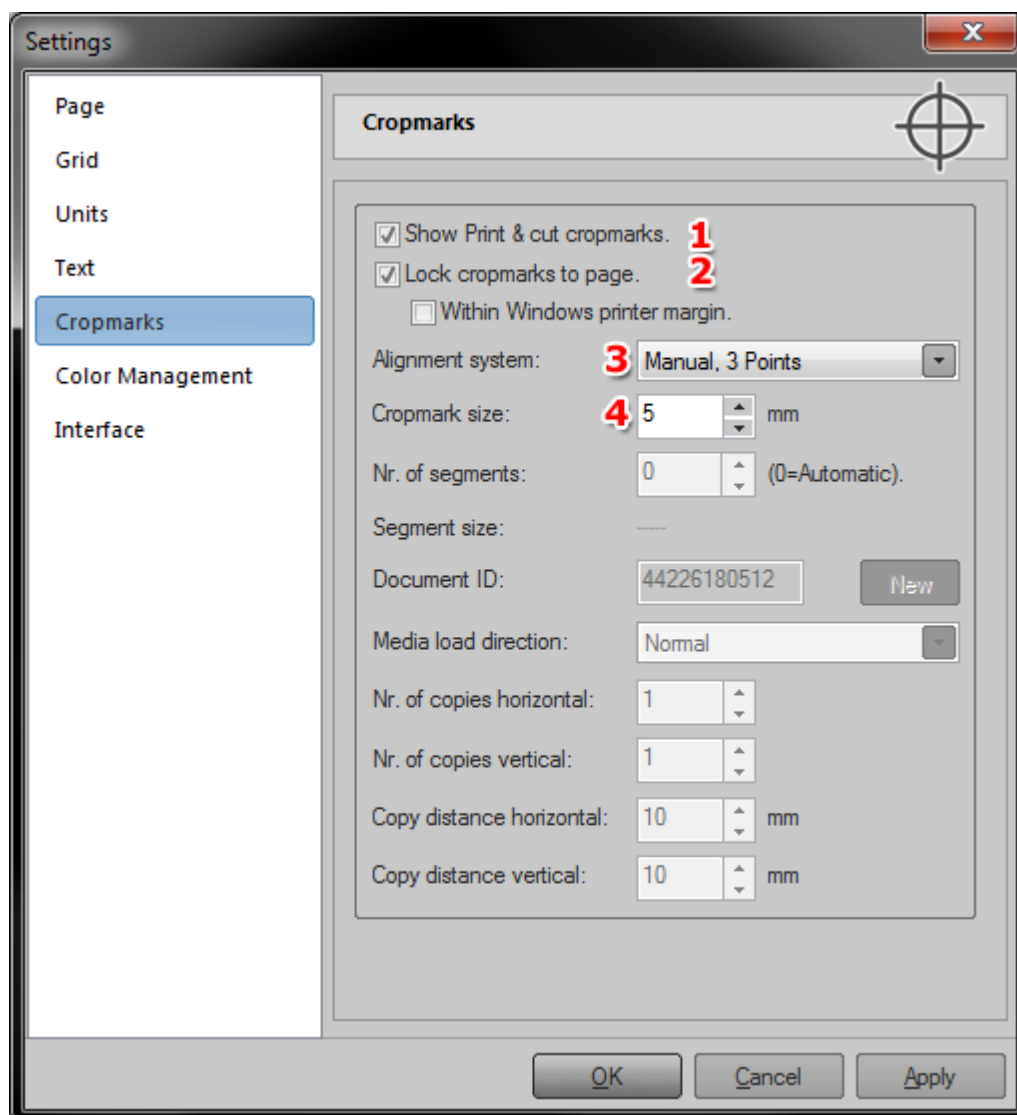 Settings
Page
Grid
Units
Text
Cropmarks
Color Management
Interface
Cropmarks
Show Print & cut cropmarks. 1
Lock cropmarks to page. 2
Within Windows printer margin.
Alignment system: 3 Manual, 3 Points
Cropmark size: 4 5 mm
Nr. of segments: 0 (0=Automatic).
Segment size: -----
Document ID: 44226180512 New
Media load direction: Normal
Nr. of copies horizontal: 1
Nr. of copies vertical: 1
Copy distance horizontal: 10 mm
Copy distance vertical: 10 mm
OK Cancel Apply